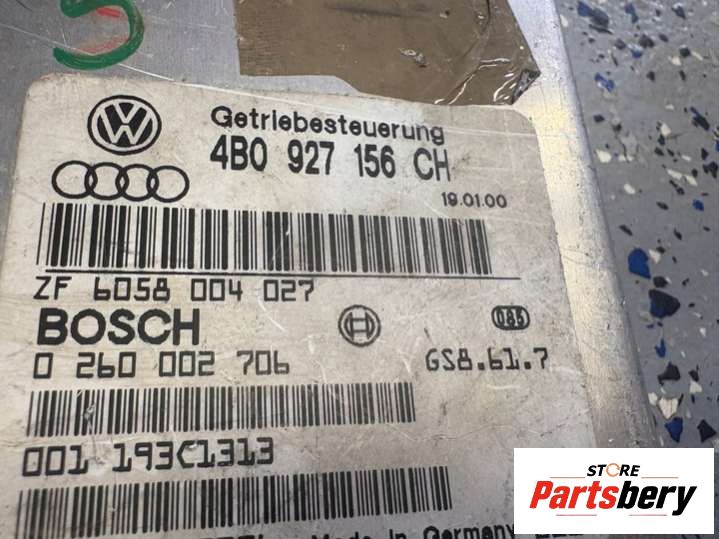 S
Getriebesteuerung
4B0 927 156 CH
19.01.00
ZF 6058 004 027
BOSCH
0 260 002 706
085
GS8.61.7
001 193C1313
Made in Germany
STORE
Partsbery